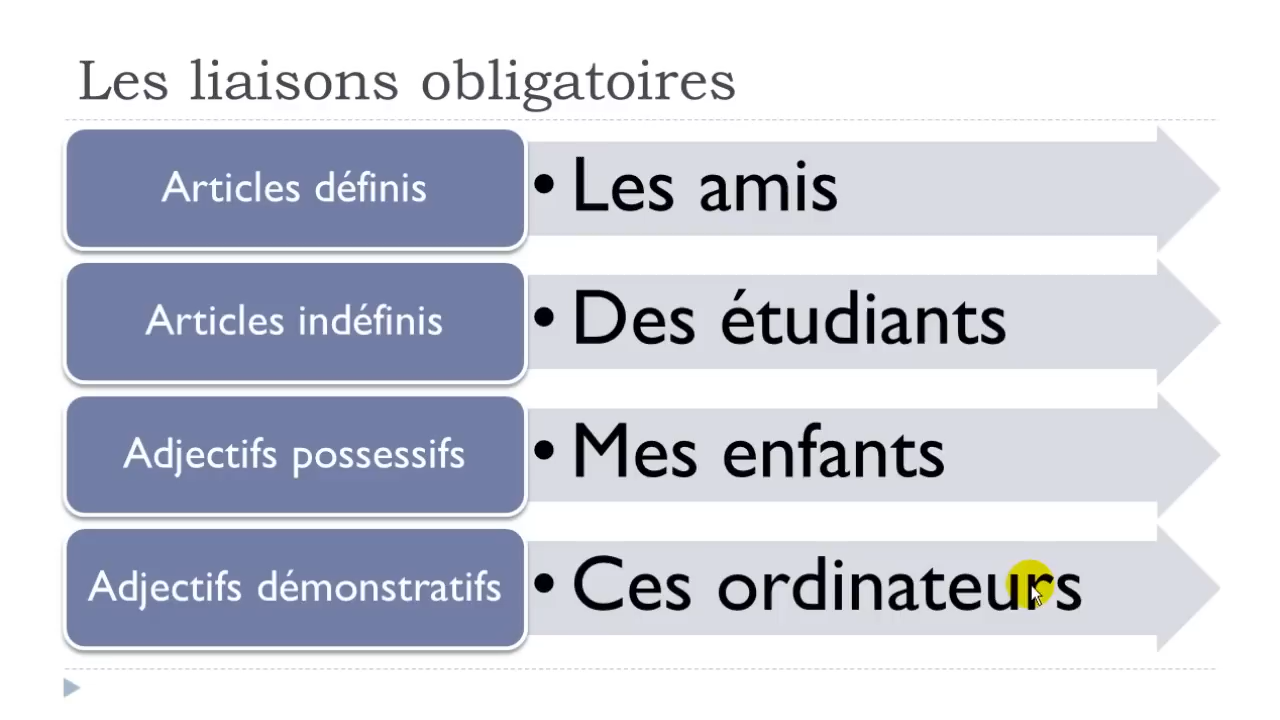 Les liaisons obligatoires
Articles définis
• Les amis
Articles indéfinis
• Des étudiants
Adjectifs possessifs
• Mes enfants
Adjectifs démonstratifs
• Ces ordinateurs